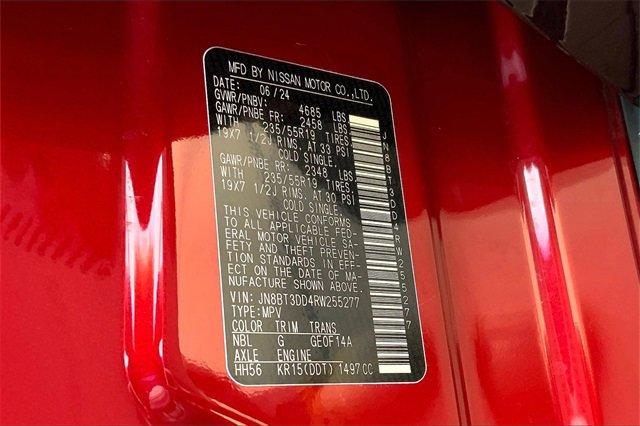 MFD BY NISSAN MOTOR CO.,LTD.
DATE: 06/24
GVWR/PNBV: 4685 LBS
GAWR/PNBE FR: 2458 LBS
WITH 235/55R19 TIRES,
19X7 1/2J RIMS, AT 33 PSI
COLD SINGLE.
GAWR/PNBE RR: 2348 LBS
WITH 235/55R19 TIRES,
19X7 1/2J RIMS, AT 30 PSI
COLD SINGLE.
THIS VEHICLE CONFORMS
TO ALL APPLICABLE FED-
ERAL MOTOR VEHICLE SA-
FETY AND THEFT PREVEN-
TION STANDARDS IN EFF-
ECT ON THE DATE OF MA-
NUFACTURE SHOWN ABOVE.
VIN: JN8BT3DD4RW255277
TYPE:MPV
COLOR TRIM TRANS
NBL G GE0F14A
AXLE ENGINE
HH56 KR15(DDT) 1497CC
JN8BT3DD4RW255277